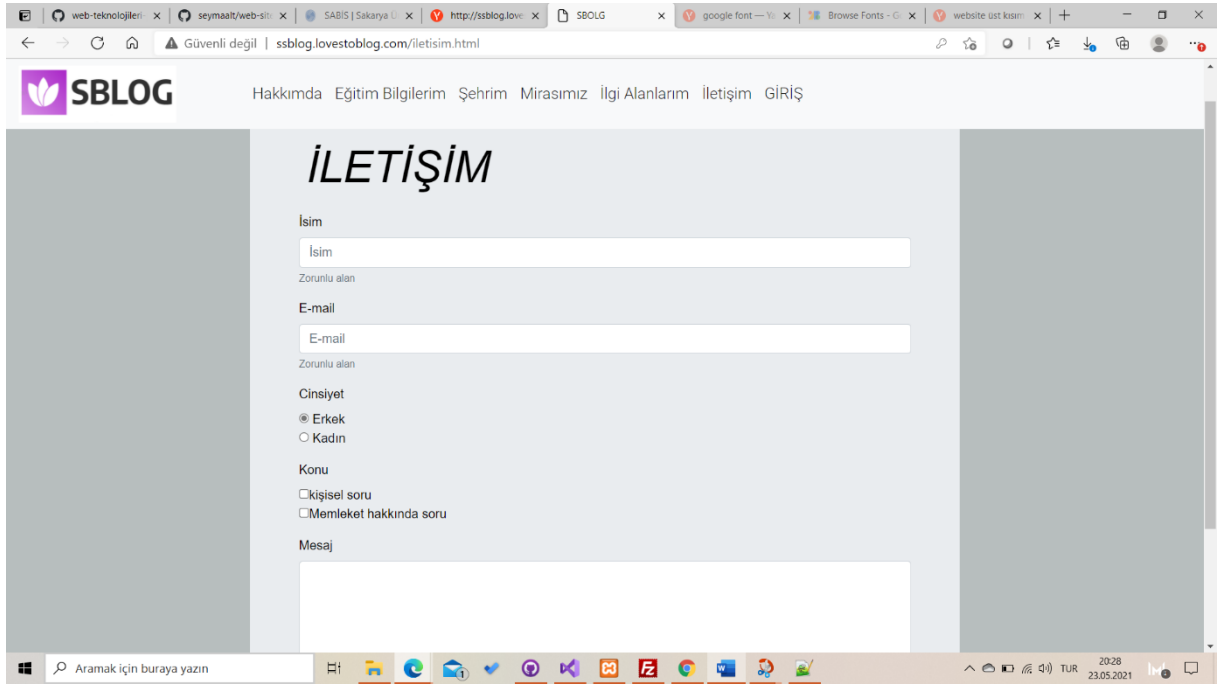 web-teknolojileri-
seymaalt/web-site
SABİS | Sakarya Ü
http://ssblog.love
SBOLG
google font — Ya
Browse Fonts - Go
website üst kısım
Güvenli değil | ssblog.lovestoblog.com/iletisim.html
SBLOG
Hakkımda Eğitim Bilgilerim Şehrim Mirasımız İlgi Alanlarım İletişim GİRİŞ
İLETİŞİM
İsim
İsim
Zorunlu alan
E-mail
E-mail
Zorunlu alan
Cinsiyet
Erkek
Kadın
Konu
kişisel soru
Memleket hakkında soru
Mesaj
Aramak için buraya yazın
TUR
20:28
23.05.2021